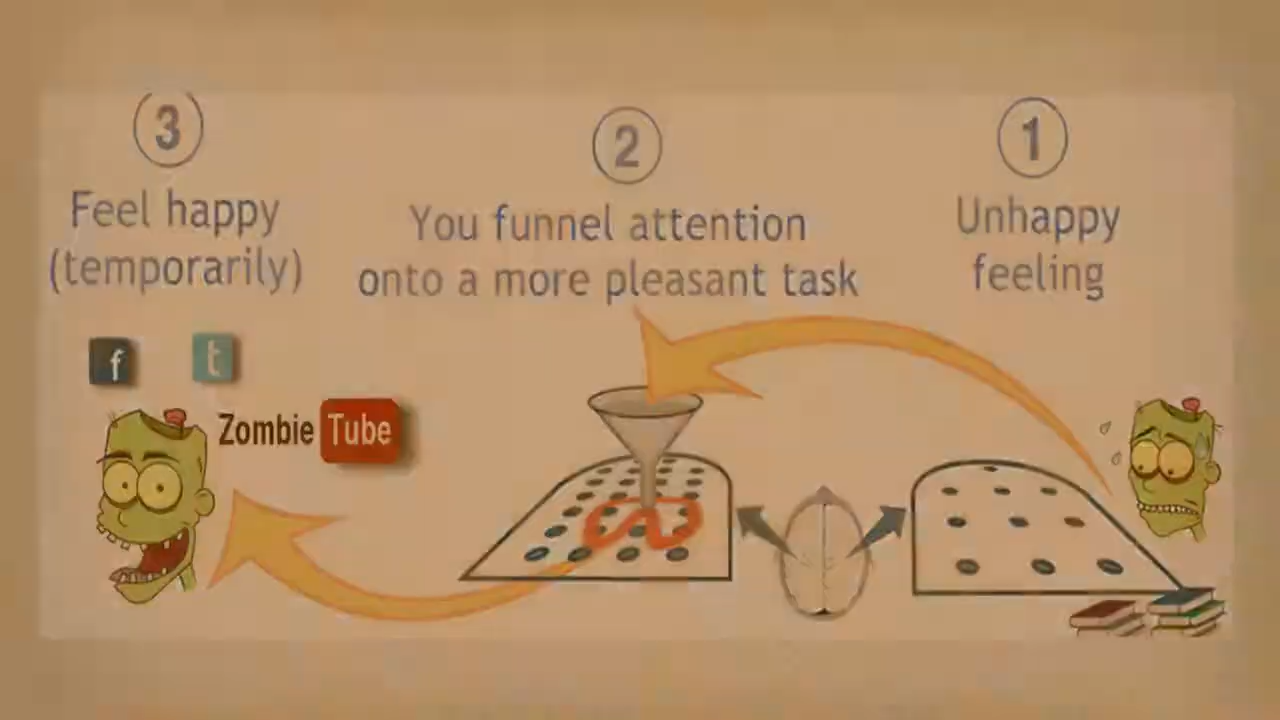 3
Feel happy
(temporarily)
2
You funnel attention
onto a more pleasant task
1
Unhappy
feeling
f
t
Zombie Tube